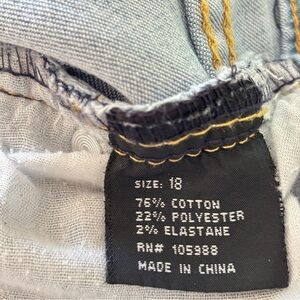 SIZE: 18
76% COTTON
22% POLYESTER
2% ELASTANE
RN# 105988
MADE IN CHINA